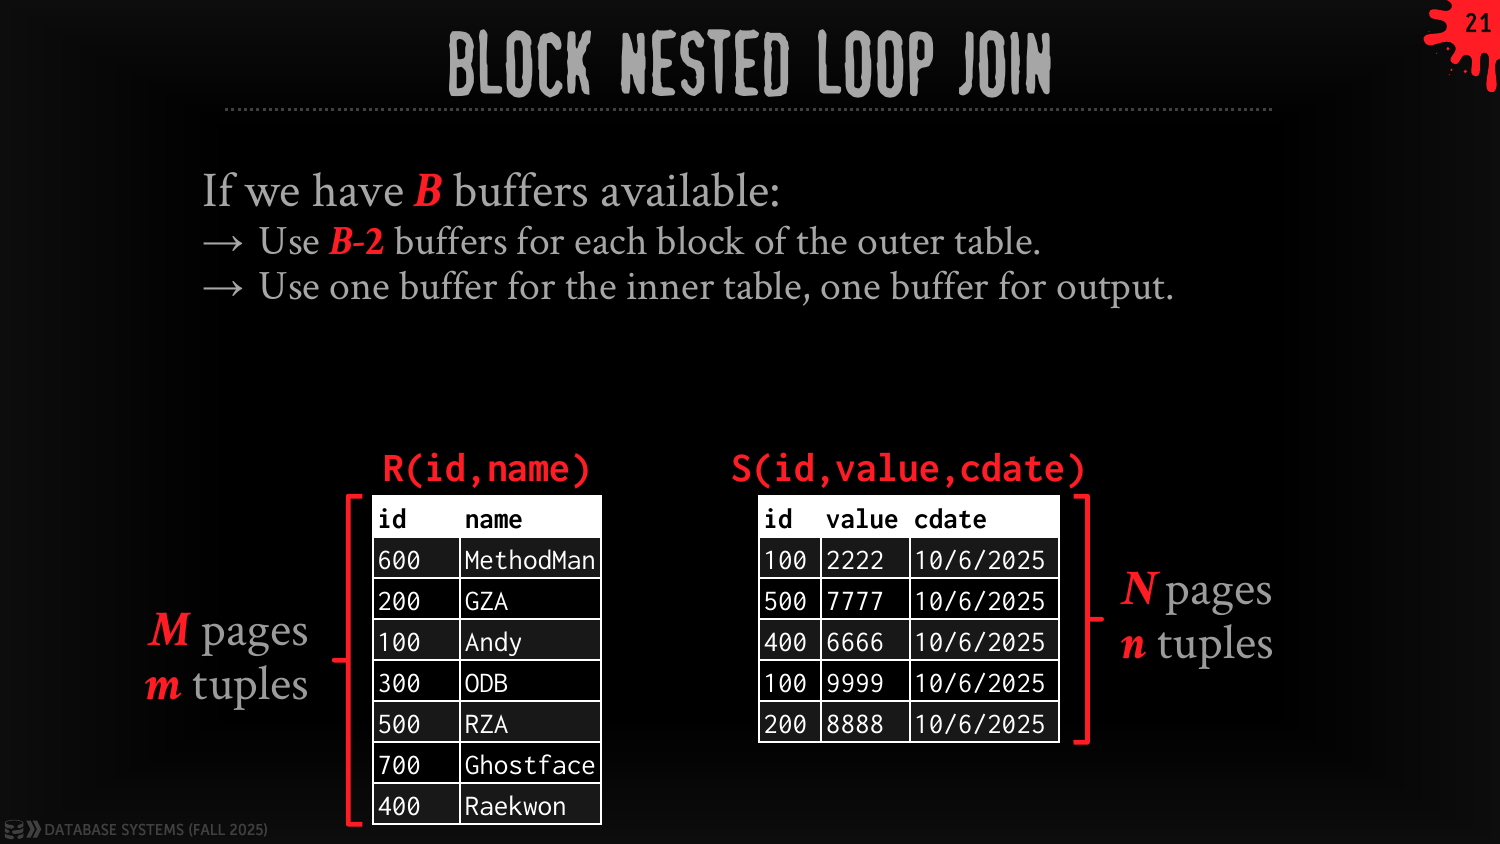 21
BLOCK NESTED LOOP JOIN
If we have B buffers available:
→ Use B-2 buffers for each block of the outer table.
→ Use one buffer for the inner table, one buffer for output.
R(id,name)
id name
600 MethodMan
200 GZA
100 Andy
300 ODB
500 RZA
700 Ghostface
400 Raekwon
M pages
m tuples
S(id,value,cdate)
id value cdate
100 2222 10/6/2025
500 7777 10/6/2025
400 6666 10/6/2025
100 9999 10/6/2025
200 8888 10/6/2025
N pages
n tuples
DATABASE SYSTEMS (FALL 2025)